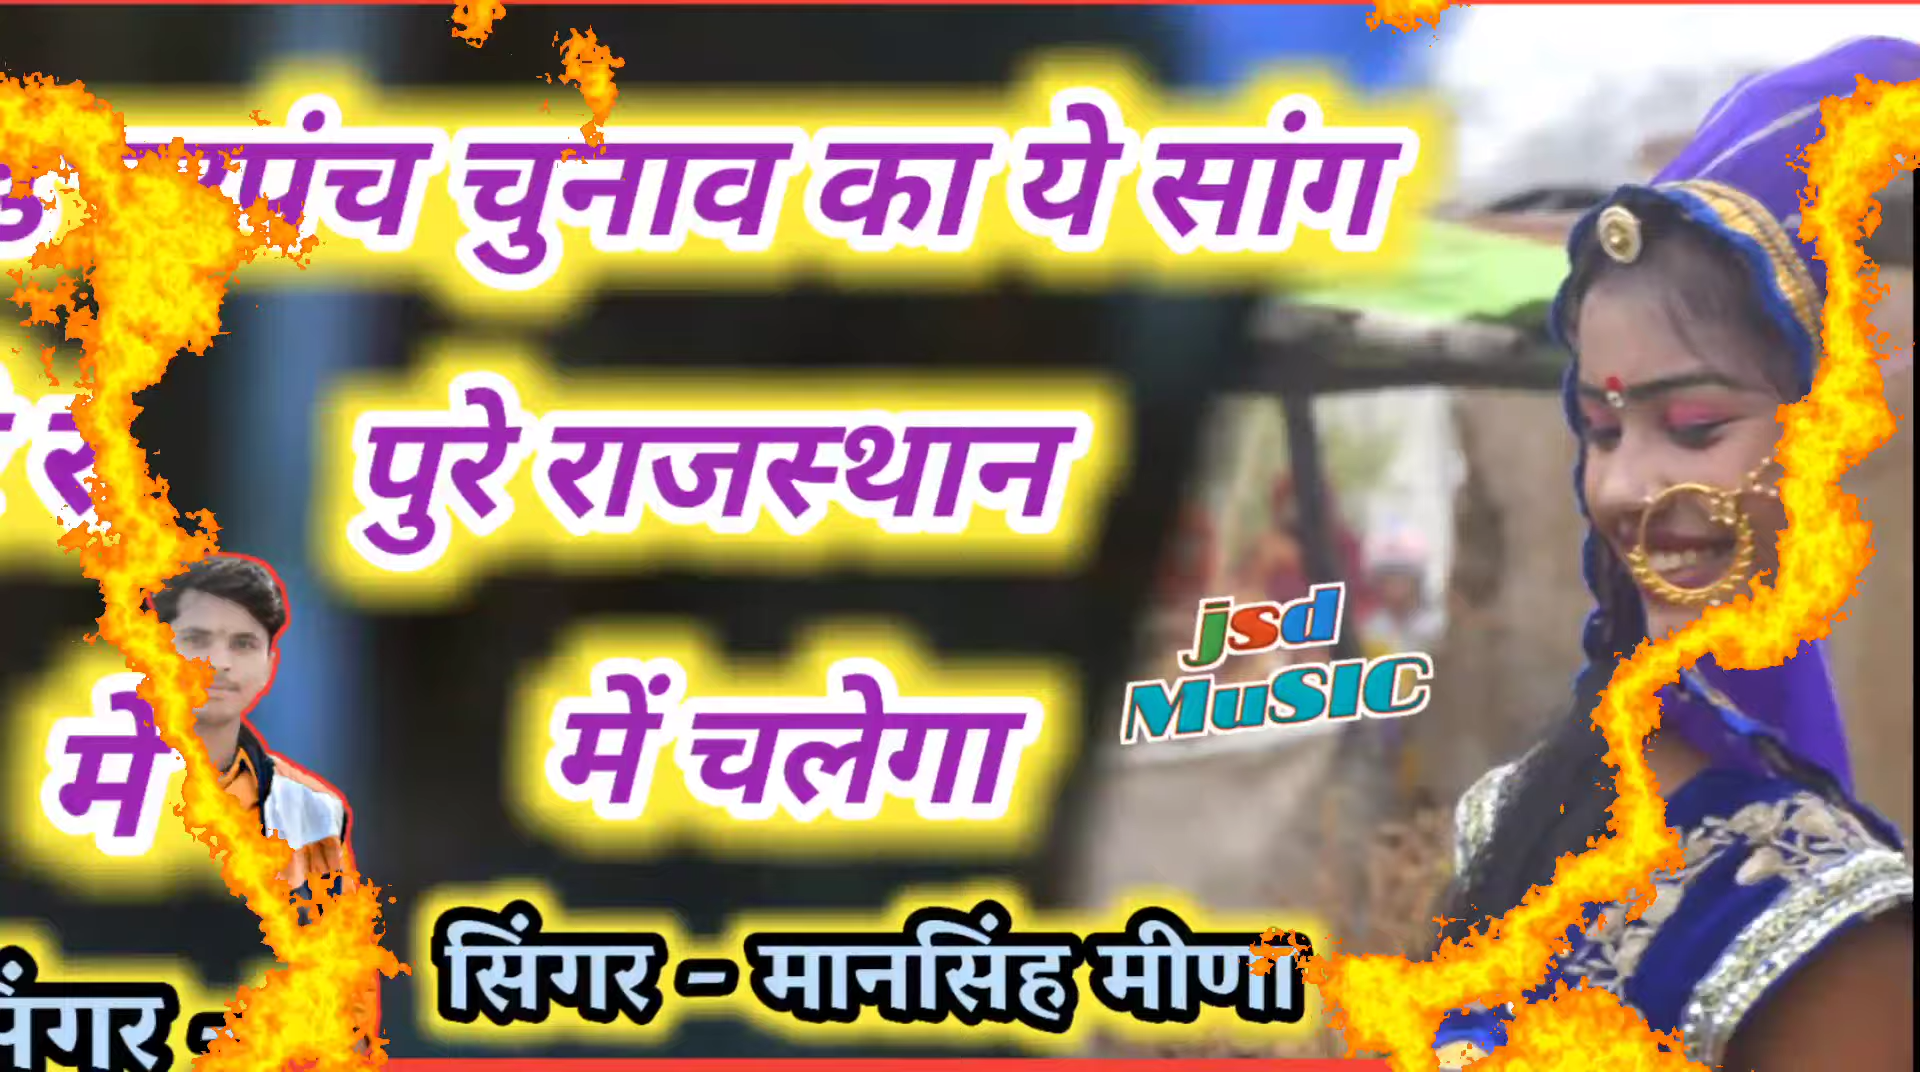 चुनाव का ये सांग
पुरे राजस्थान
में चलेगा
jsd
MuSIC
सिंगर - मानसिंह मीणा
में